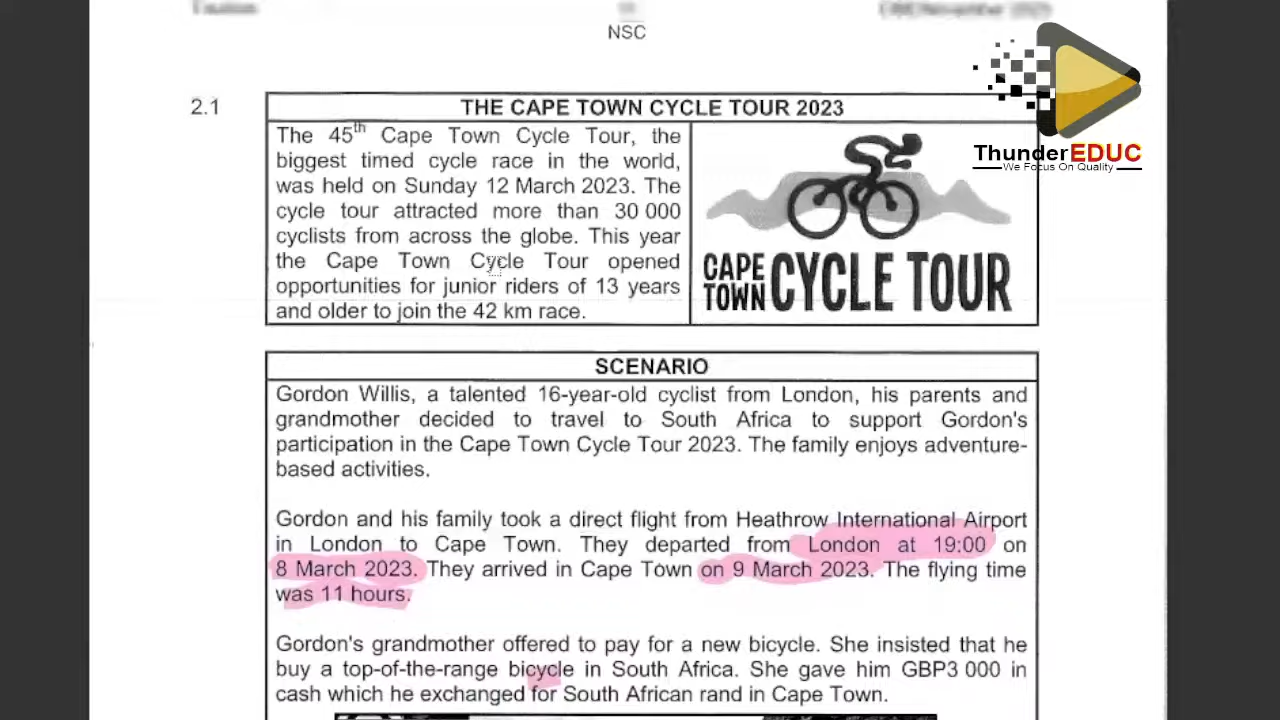 NSC
2.1
THE CAPE TOWN CYCLE TOUR 2023
The 45th Cape Town Cycle Tour, the
biggest timed cycle race in the world,
was held on Sunday 12 March 2023. The
cycle tour attracted more than 30 000
cyclists from across the globe. This year
the Cape Town Cycle Tour opened
opportunities for junior riders of 13 years
and older to join the 42 km race.
CAPE TOWN CYCLE TOUR
ThunderEDUC
We Focus On Quality
SCENARIO
Gordon Willis, a talented 16-year-old cyclist from London, his parents and
grandmother decided to travel to South Africa to support Gordon's
participation in the Cape Town Cycle Tour 2023. The family enjoys adventure-
based activities.
Gordon and his family took a direct flight from Heathrow International Airport
in London to Cape Town. They departed from London at 19:00 on
8 March 2023. They arrived in Cape Town on 9 March 2023. The flying time
was 11 hours.
Gordon's grandmother offered to pay for a new bicycle. She insisted that he
buy a top-of-the-range bicycle in South Africa. She gave him GBP3 000 in
cash which he exchanged for South African rand in Cape Town.